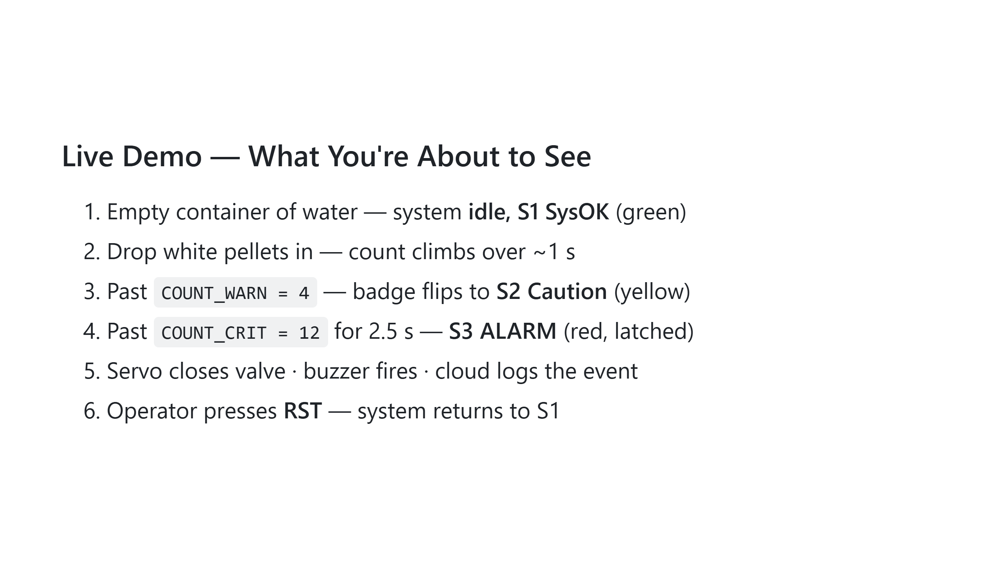 Live Demo — What You're About to See
1. Empty container of water — system idle, S1 SysOK (green)
2. Drop white pellets in — count climbs over ~1 s
3. Past COUNT_WARN = 4 — badge flips to S2 Caution (yellow)
4. Past COUNT_CRIT = 12 for 2.5 s — S3 ALARM (red, latched)
5. Servo closes valve · buzzer fires · cloud logs the event
6. Operator presses RST — system returns to S1